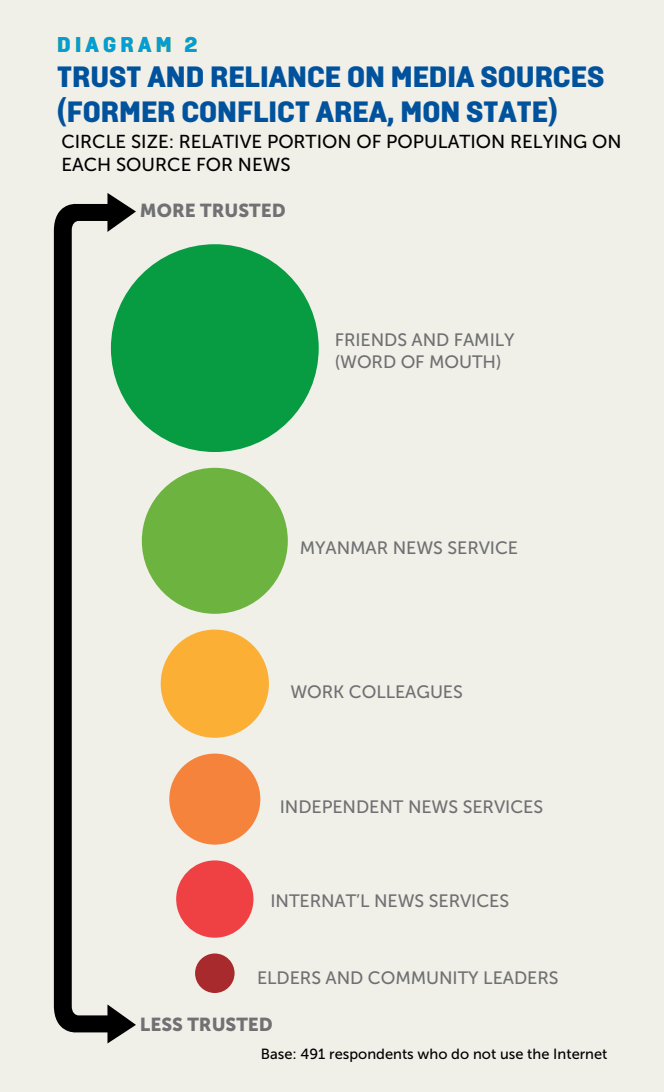 DIAGRAM 2
TRUST AND RELIANCE ON MEDIA SOURCES
(FORMER CONFLICT AREA, MON STATE)
CIRCLE SIZE: RELATIVE PORTION OF POPULATION RELYING ON
EACH SOURCE FOR NEWS
MORE TRUSTED
FRIENDS AND FAMILY
(WORD OF MOUTH)
MYANMAR NEWS SERVICE
WORK COLLEAGUES
INDEPENDENT NEWS SERVICES
INTERNAT’L NEWS SERVICES
ELDERS AND COMMUNITY LEADERS
LESS TRUSTED
Base: 491 respondents who do not use the Internet